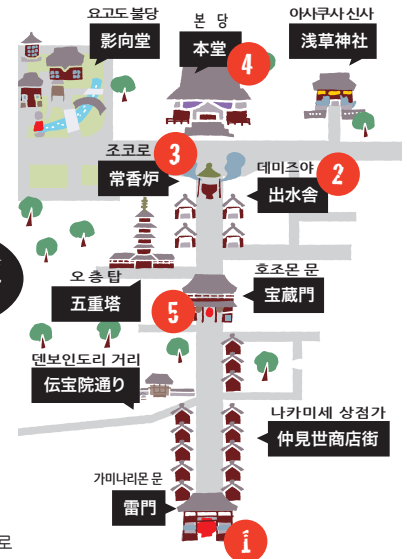 요고도 불당
影向堂
본 당
本堂
4
아사쿠사 신사
浅草神社
조코로
3
常香炉
데미즈야
2
出水舎
오 층 탑
五重塔
5
호조몬 문
宝蔵門
덴보인도리 거리
伝宝院通り
나카미세 상점가
仲見世商店街
가미나리몬 문
雷門
1
로